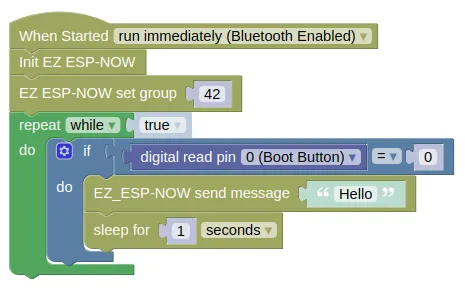 When Started run immediately (Bluetooth Enabled) ▾
Init EZ ESP-NOW
EZ ESP-NOW set group 42
repeat while ▾ true ▾
do if digital read pin 0 (Boot Button) ▾ = ▾ 0
do EZ_ESP-NOW send message “ Hello ”
sleep for 1 seconds ▾